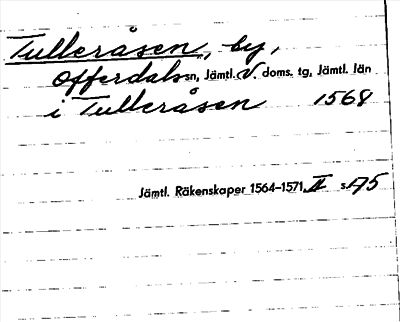 Tulleråsen, by,
Offerdals sn, Jämtl. V. doms. tg, Jämtl. län
i Tulleråsen 1568
Jämtl. Räkenskaper 1564–1571, II s. 175